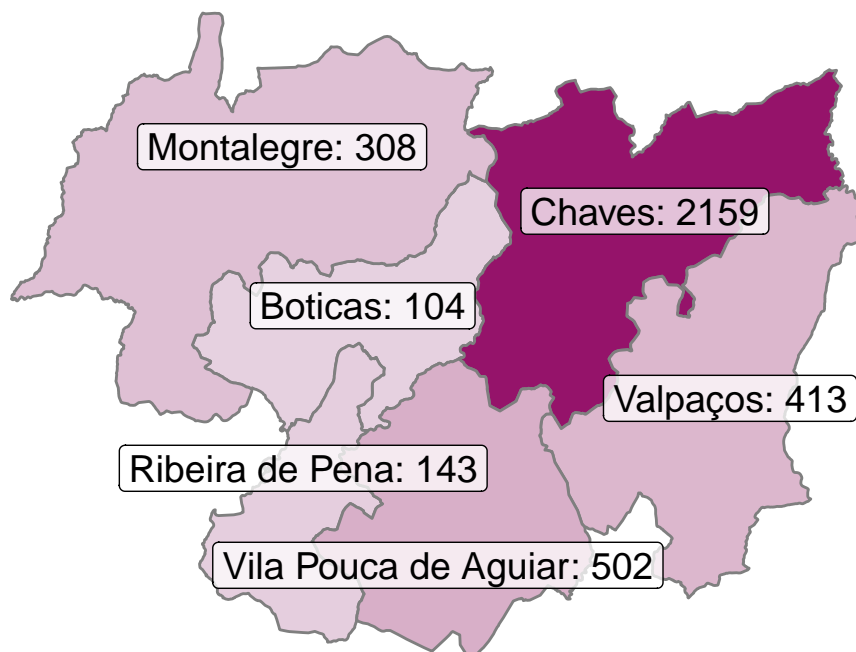 Montalegre: 308
Chaves: 2159
Boticas: 104
Valpaços: 413
Ribeira de Pena: 143
Vila Pouca de Aguiar: 502